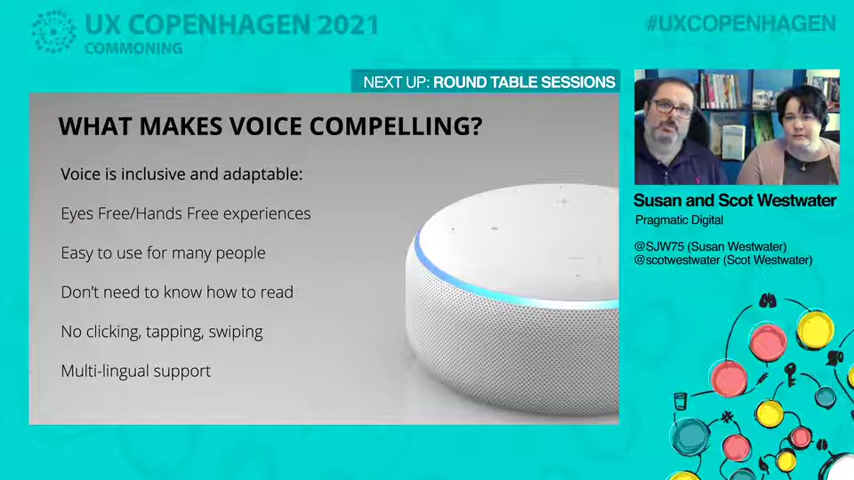 UX COPENHAGEN 2021
COMMONING
#UXCOPENHAGEN
NEXT UP: ROUND TABLE SESSIONS
WHAT MAKES VOICE COMPELLING?
Voice is inclusive and adaptable:
Eyes Free/Hands Free experiences
Easy to use for many people
Don't need to know how to read
No clicking, tapping, swiping
Multi-lingual support
Susan and Scot Westwater
Pragmatic Digital
@SJW75 (Susan Westwater)
@scotwestwater (Scot Westwater)